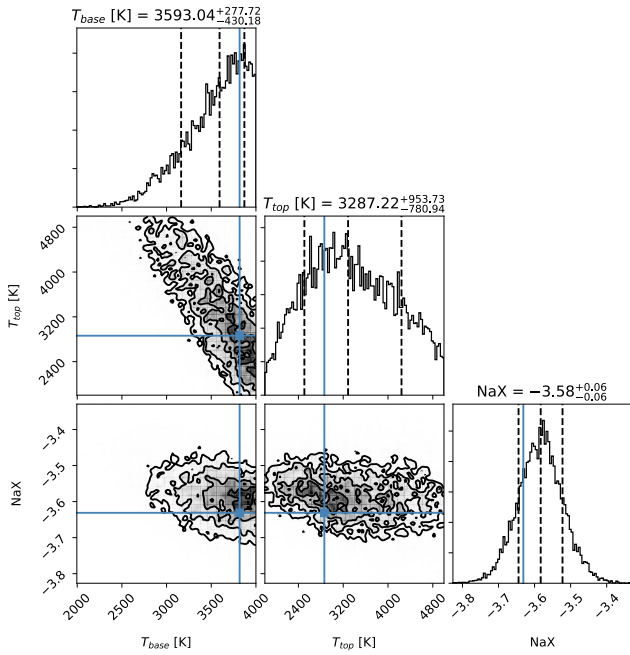 T_base [K] = 3593.04^{+277.72}_{-430.18}
T_top [K] = 3287.22^{+953.73}_{-780.94}
4800
4000
3200
2400
T_top [K]
NaX = −3.58^{+0.06}_{-0.06}
−3.4
−3.5
−3.6
−3.7
−3.8
NaX
2000
2500
3000
3500
4000
T_base [K]
2400
3200
4000
4800
T_top [K]
−3.8
−3.7
−3.6
−3.5
−3.4
NaX